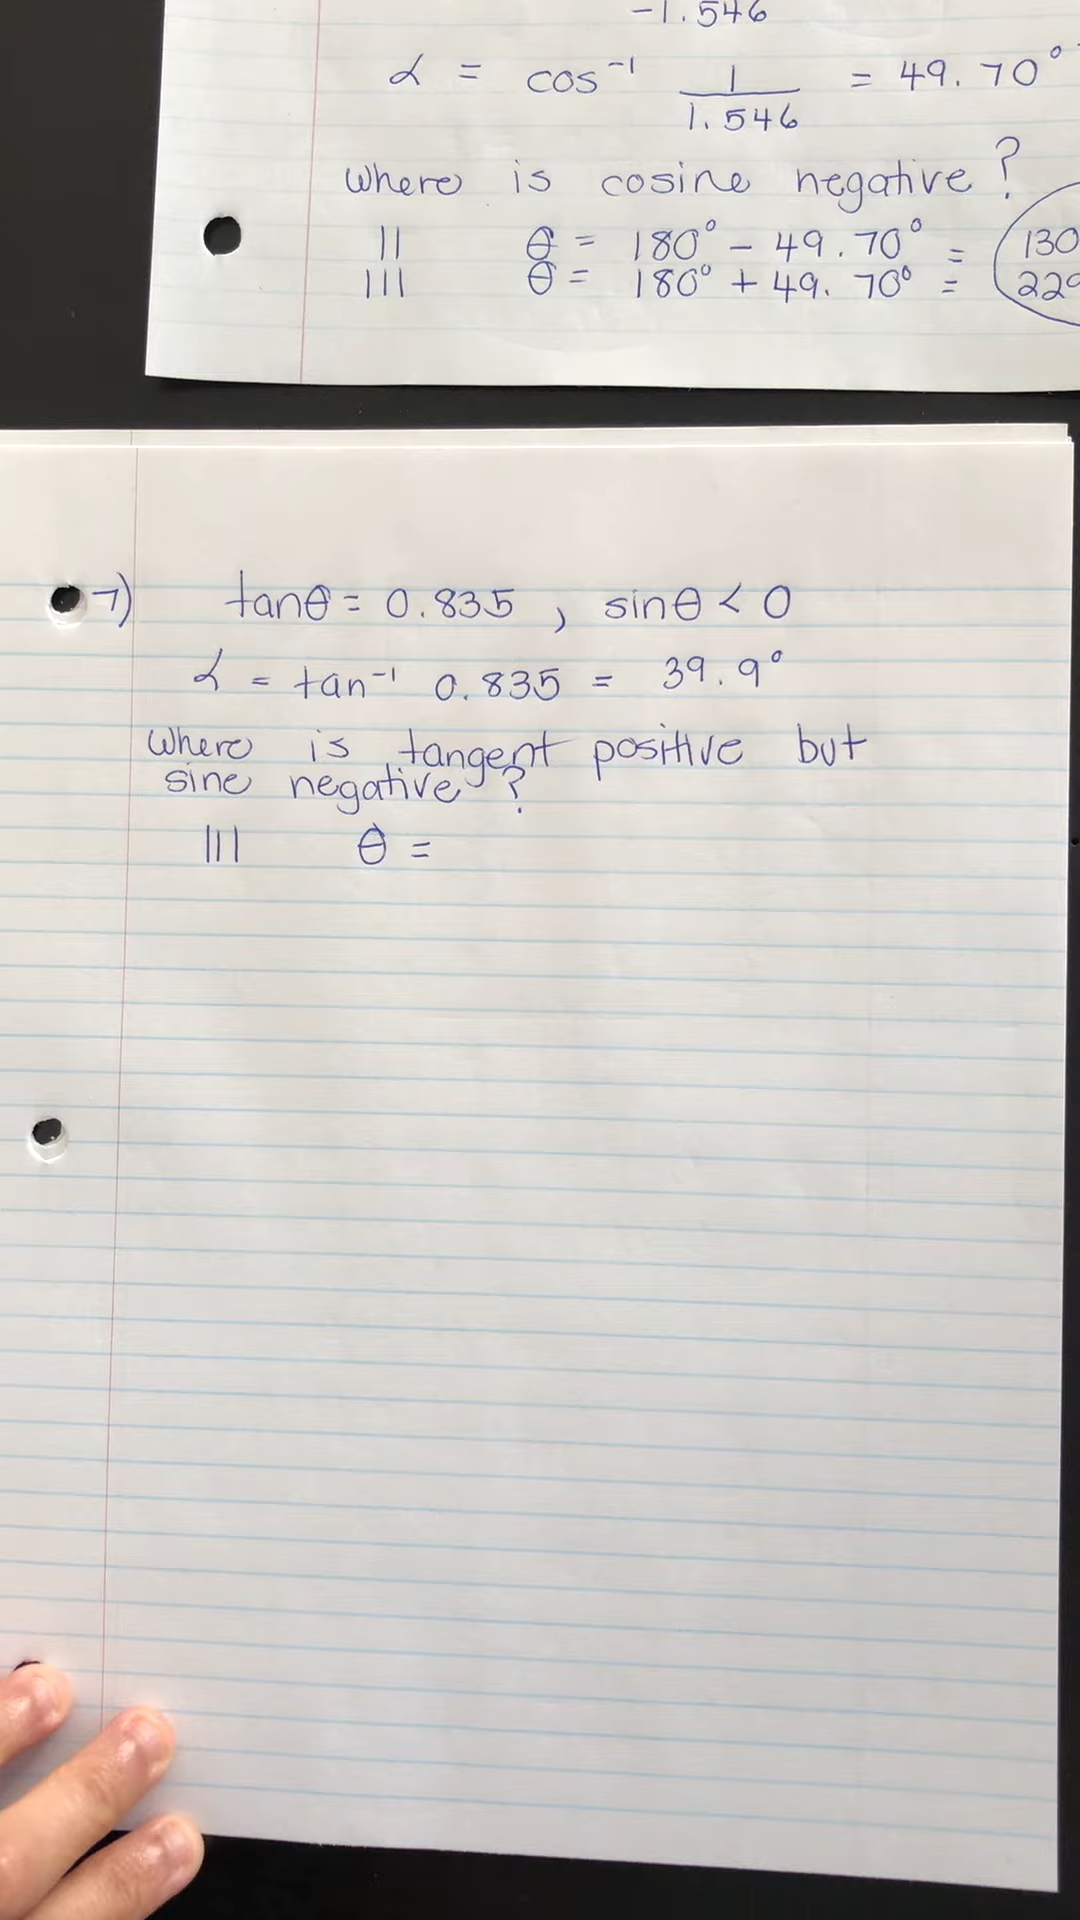 -1.546
α = cos⁻¹ 1/1.546 = 49.70°
where is cosine negative?
II θ = 180° - 49.70° = 130
III θ = 180° + 49.70° = 229
7) tanθ = 0.835, sinθ < 0
α = tan⁻¹ 0.835 = 39.9°
where is tangent positive but
sine negative?
III θ =